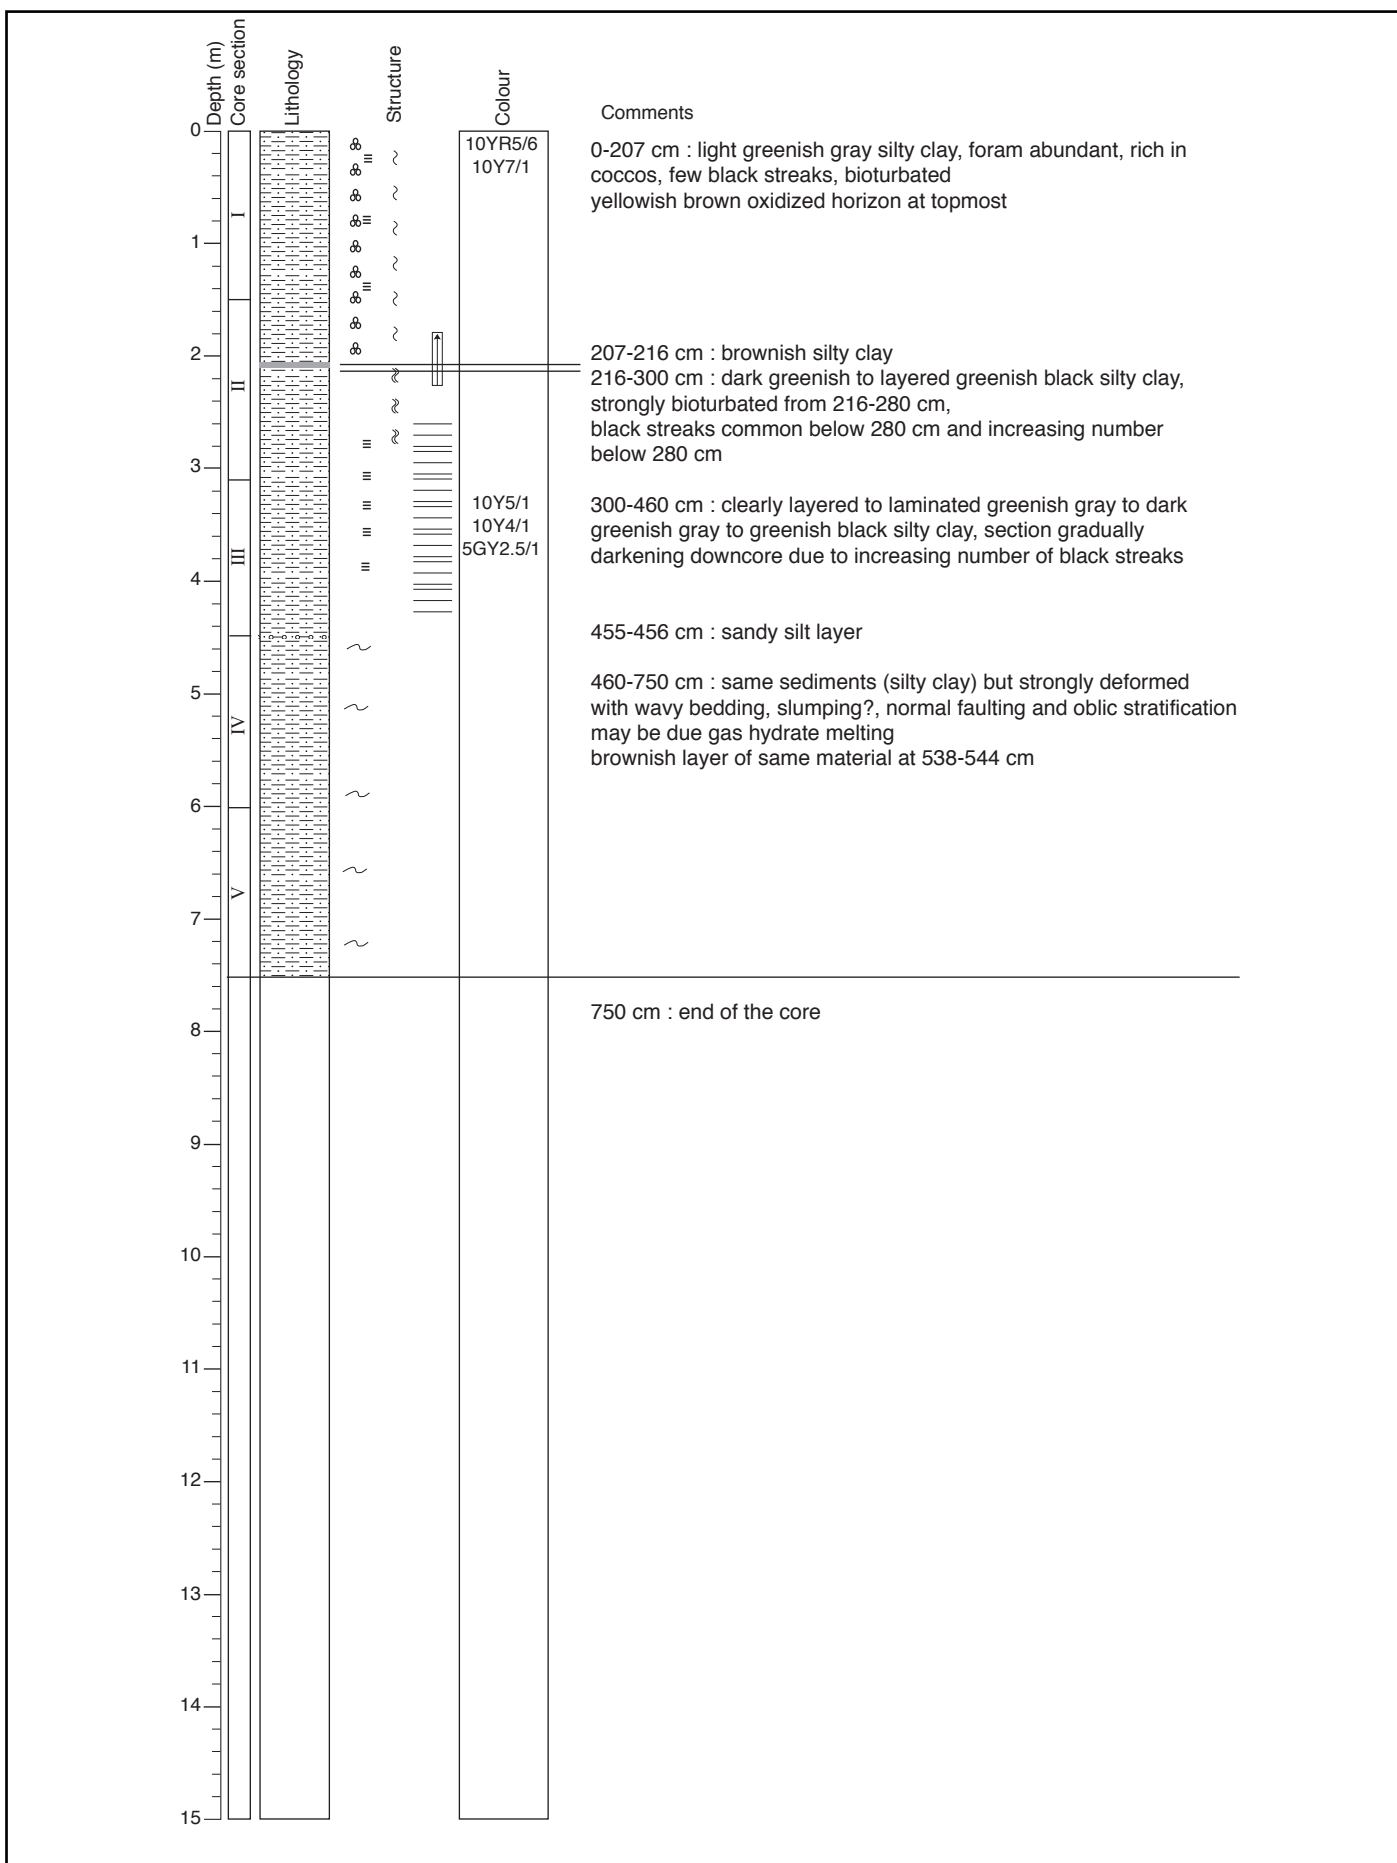 Depth (m)
Core section
Lithology
Structure
Colour
Comments
0
1
2
3
4
5
6
7
8
9
10
11
12
13
14
15
I
II
III
IV
V
10YR5/6
10Y7/1
10Y5/1
10Y4/1
5GY2.5/1
0-207 cm : light greenish gray silty clay, foram abundant, rich in
coccos, few black streaks, bioturbated
yellowish brown oxidized horizon at topmost
207-216 cm : brownish silty clay
216-300 cm : dark greenish to layered greenish black silty clay,
strongly bioturbated from 216-280 cm,
black streaks common below 280 cm and increasing number
below 280 cm
300-460 cm : clearly layered to laminated greenish gray to dark
greenish gray to greenish black silty clay, section gradually
darkening downcore due to increasing number of black streaks
455-456 cm : sandy silt layer
460-750 cm : same sediments (silty clay) but strongly deformed
with wavy bedding, slumping?, normal faulting and oblic stratification
may be due gas hydrate melting
brownish layer of same material at 538-544 cm
750 cm : end of the core